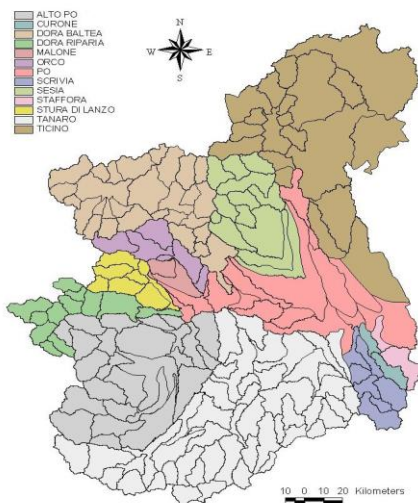 ALTO PO
CURONE
DORA BALTEA
DORA RIPARIA
MALONE
ORCO
PO
SCRIVIA
SESIA
STAFFORA
STURA DI LANZO
TANARO
TICINO
N
W E
S
10 0 10 20 Kilometers